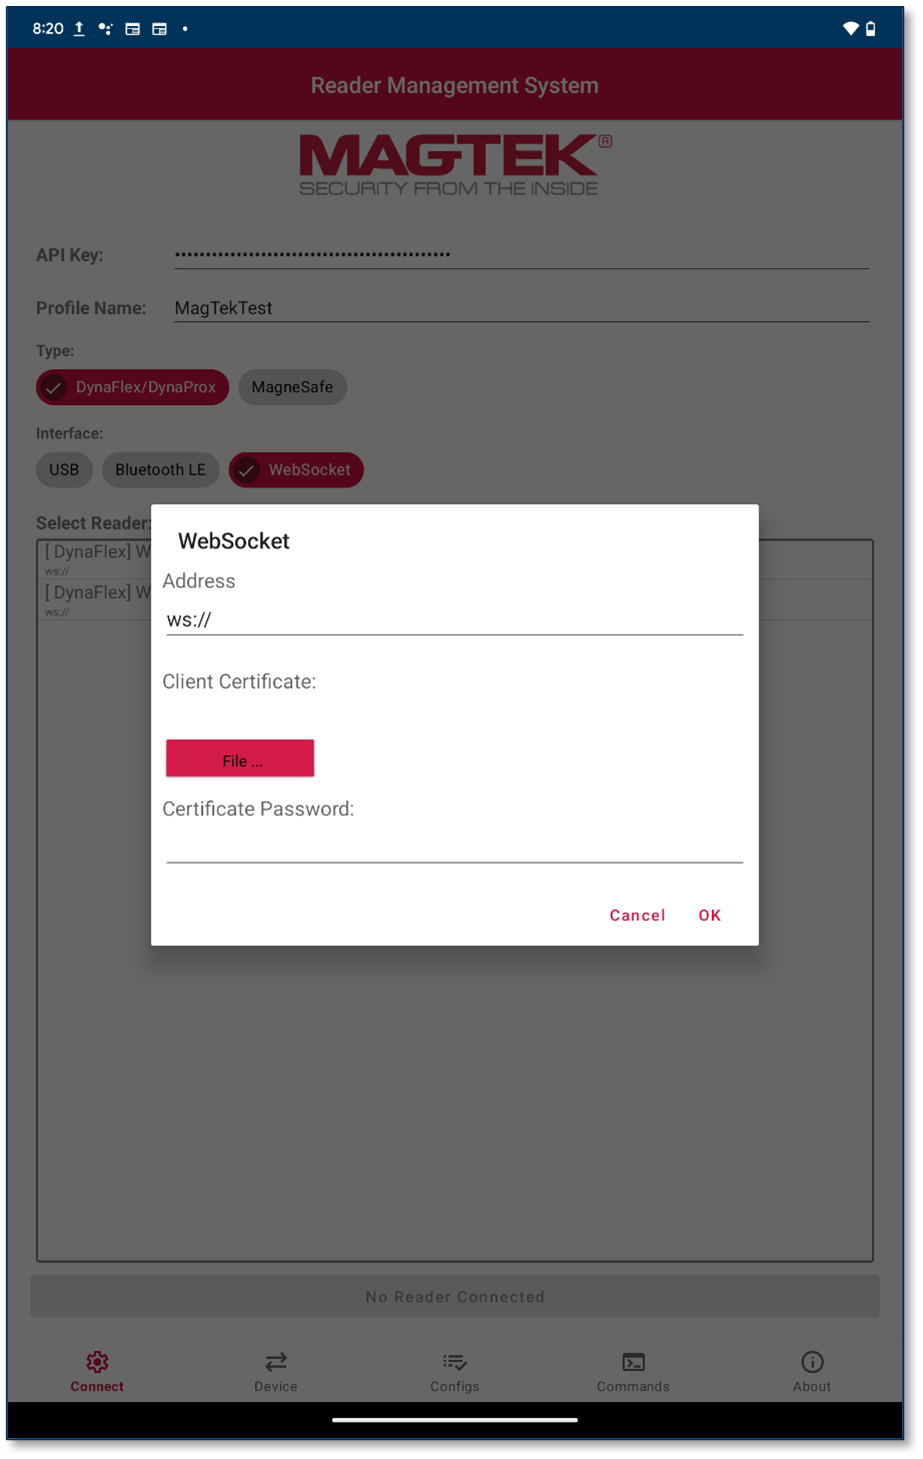 8:20
Reader Management System
MAGTEK®
SECURITY FROM THE INSIDE
API Key: ••••••••••••••••••••••••••••••••••••••••••••••
Profile Name: MagTekTest
Type:
DynaFlex/DynaProx MagneSafe
Interface:
USB Bluetooth LE WebSocket
Select Reader:
[ DynaFlex] W
ws://
[ DynaFlex] W
ws://
WebSocket
Address
ws://
Client Certificate:
File ...
Certificate Password:
Cancel OK
No Reader Connected
Connect Device Configs Commands About